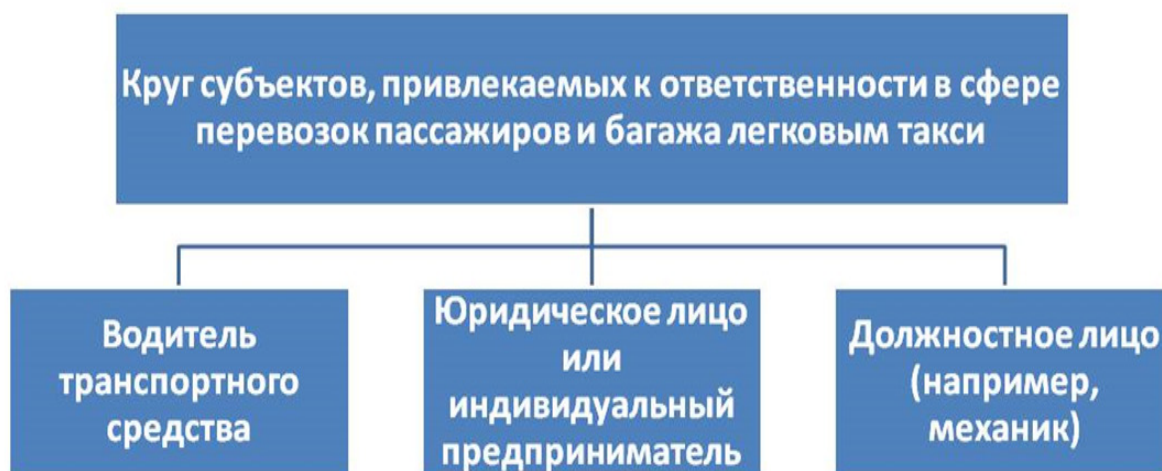 Круг субъектов, привлекаемых к ответственности в сфере
перевозок пассажиров и багажа легковым такси
Водитель
транспортного
средства
Юридическое лицо
или
индивидуальный
предприниматель
Должностное лицо
(например,
механик)